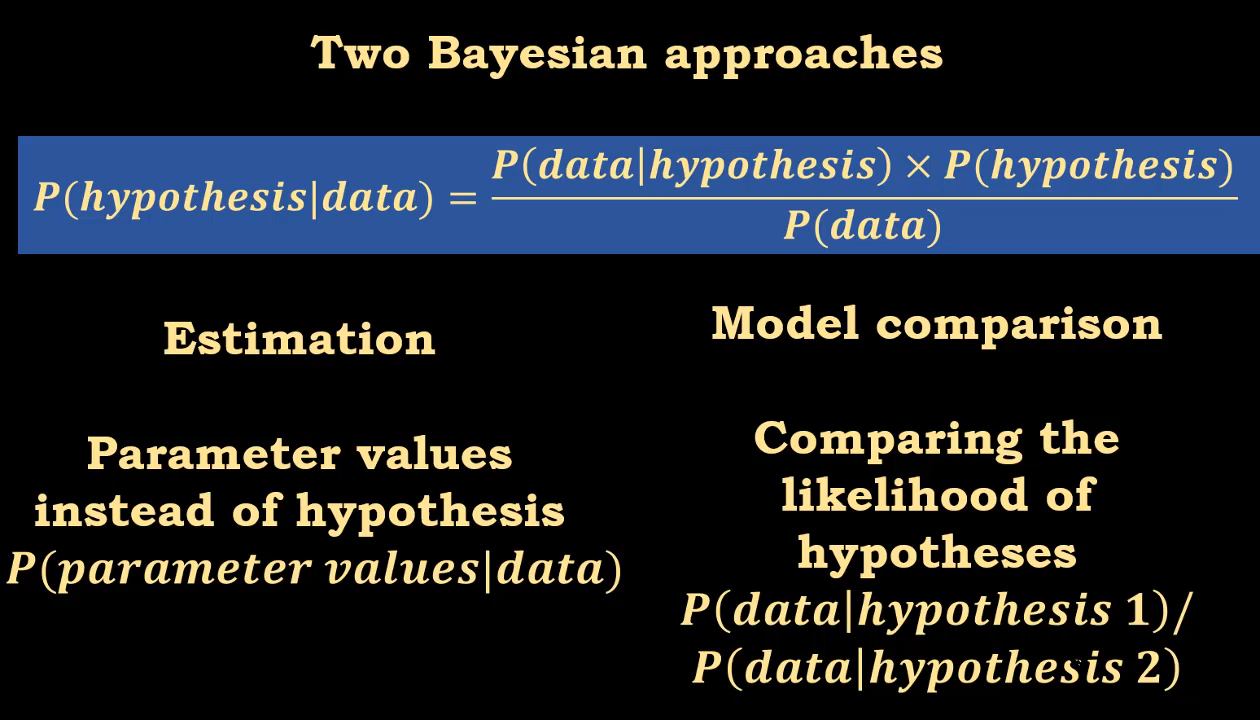 Two Bayesian approaches
P(hypothesis|data) = P(data|hypothesis) × P(hypothesis) / P(data)
Estimation
Parameter values
instead of hypothesis
P(parameter values|data)
Model comparison
Comparing the
likelihood of
hypotheses
P(data|hypothesis 1)/
P(data|hypothesis 2)